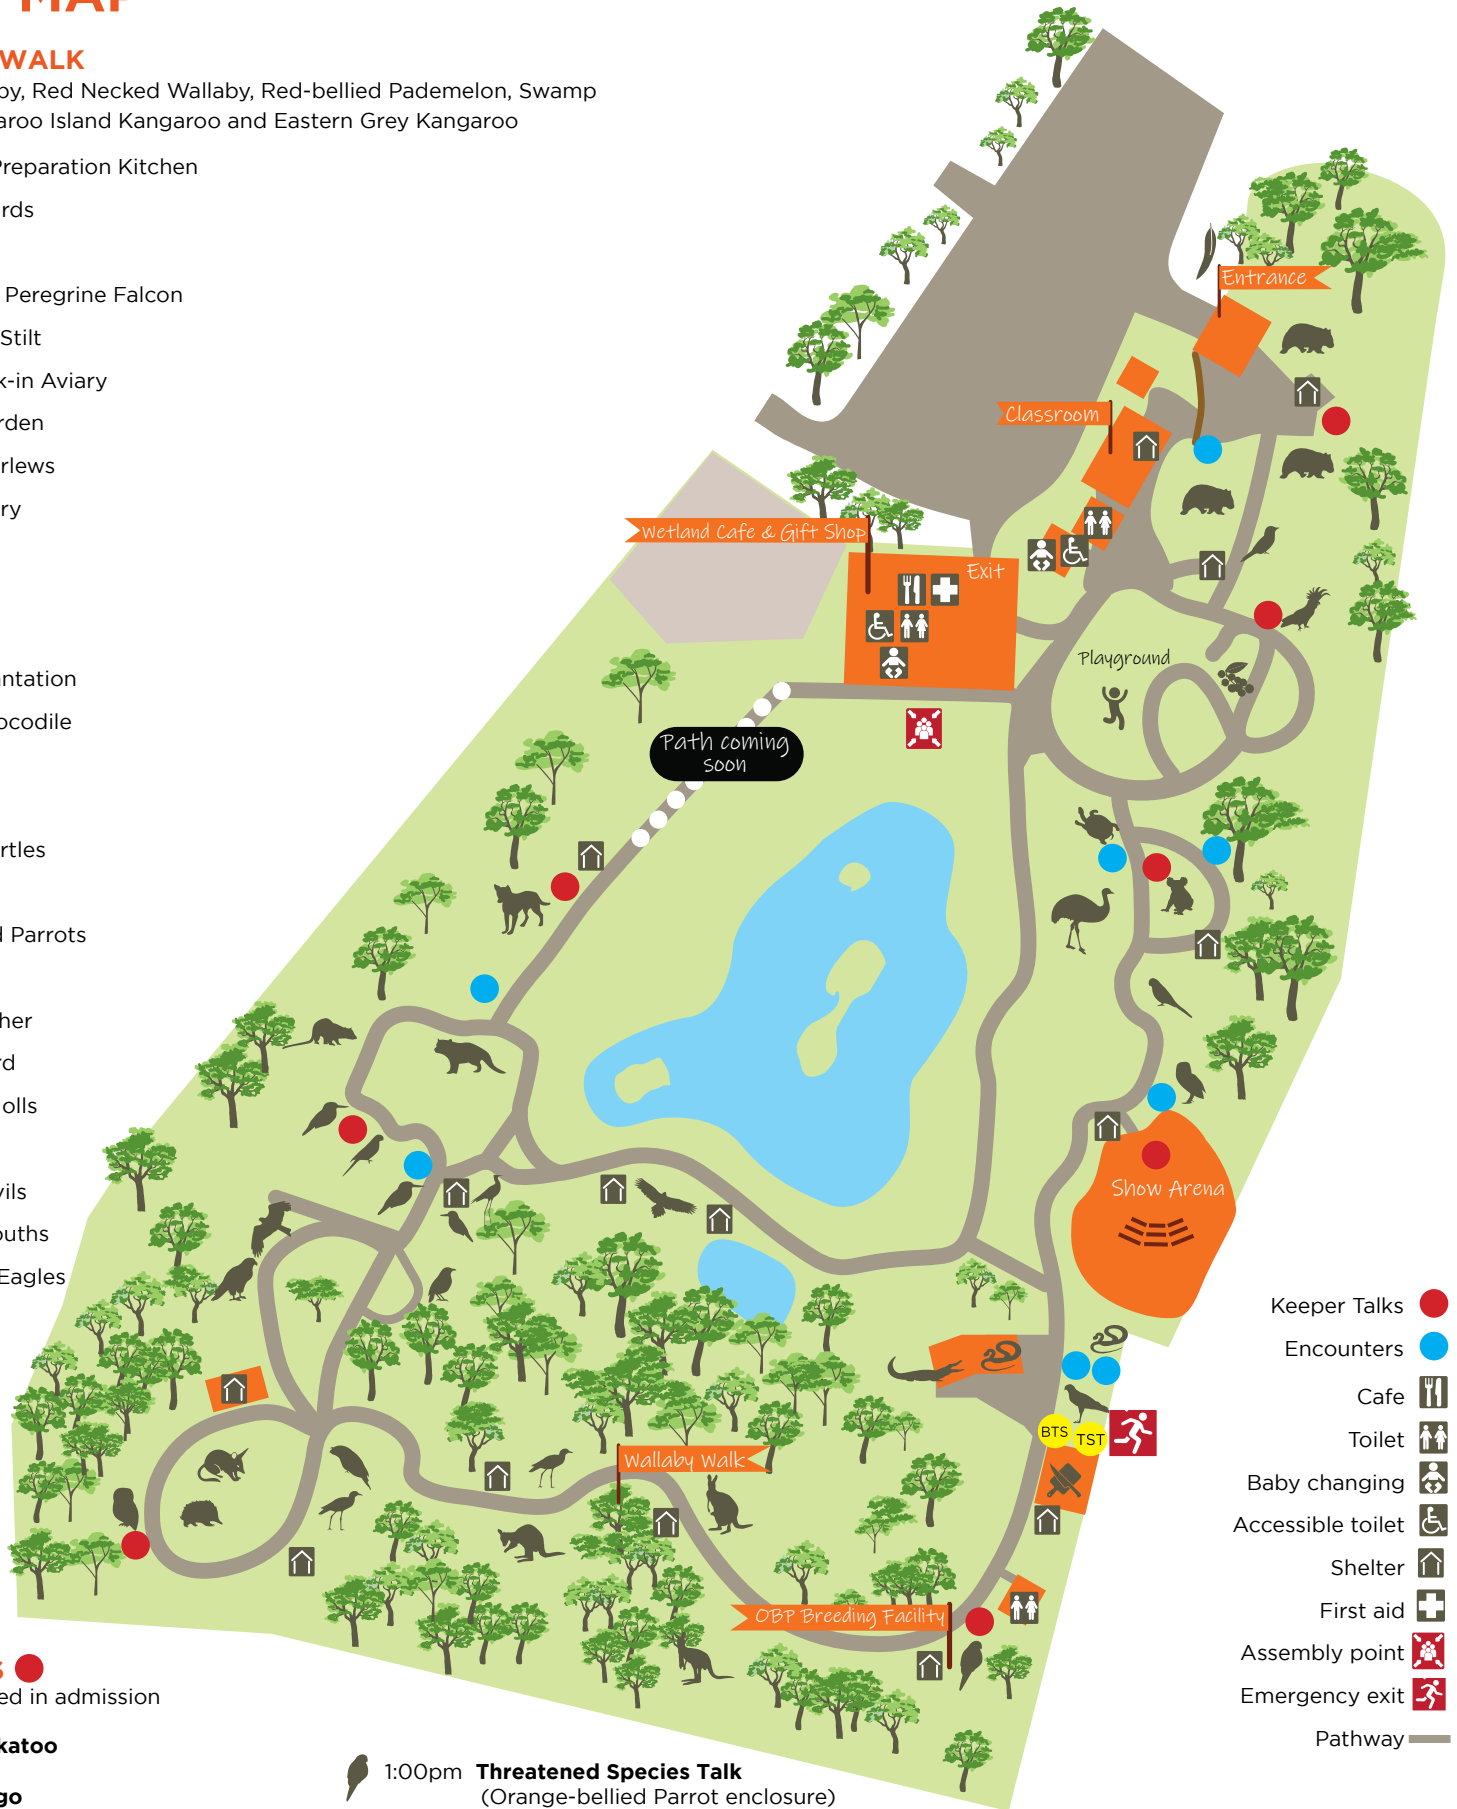 MAP
WALK
by, Red Necked Wallaby, Red-bellied Pademelon, Swamp
aroo Island Kangaroo and Eastern Grey Kangaroo
Preparation Kitchen
rds
Peregrine Falcon
Stilt
k-in Aviary
rden
rlews
ry
ntation
ocodile
rtles
d Parrots
her
rd
olls
vils
ouths
Eagles
Entrance
Classroom
Wetland Cafe & Gift Shop
Exit
Playground
Path coming
soon
Show Arena
BTS
TST
Wallaby Walk
OBP Breeding Facility
Keeper Talks
Encounters
Cafe
Toilet
Baby changing
Accessible toilet
Shelter
First aid
Assembly point
Emergency exit
Pathway
S
ed in admission
katoo
go
1:00pm Threatened Species Talk
(Orange-bellied Parrot enclosure)